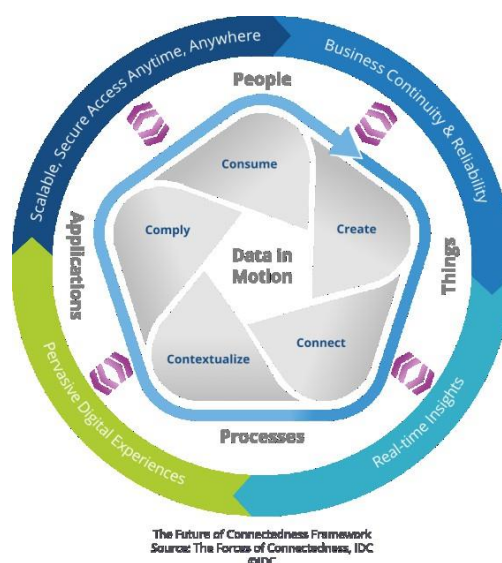 Scalable, Secure Access Anytime, Anywhere
Business Continuity & Reliability
People
Consume
Comply
Create
Applications
Data in
Motion
Things
Contextualize
Connect
Processes
Pervasive Digital Experiences
Real-time Insights
The Future of Connectedness Framework
Source: The Forces of Connectedness, IDC
©IDC